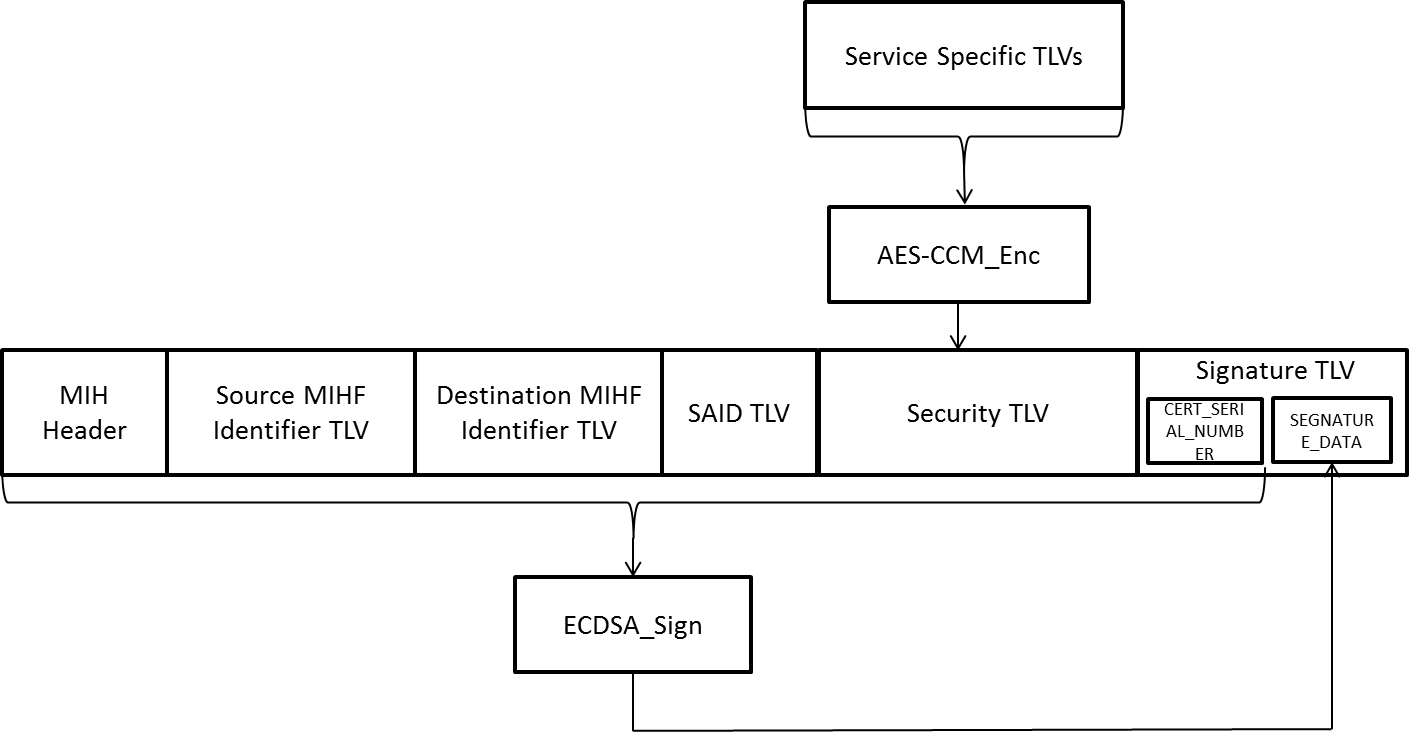 Service Specific TLVs
AES-CCM_Enc
MIH
Header
Source MIHF
Identifier TLV
Destination MIHF
Identifier TLV
SAID TLV
Security TLV
Signature TLV
CERT_SERI
AL_NUMB
ER
SEGNATUR
E_DATA
ECDSA_Sign